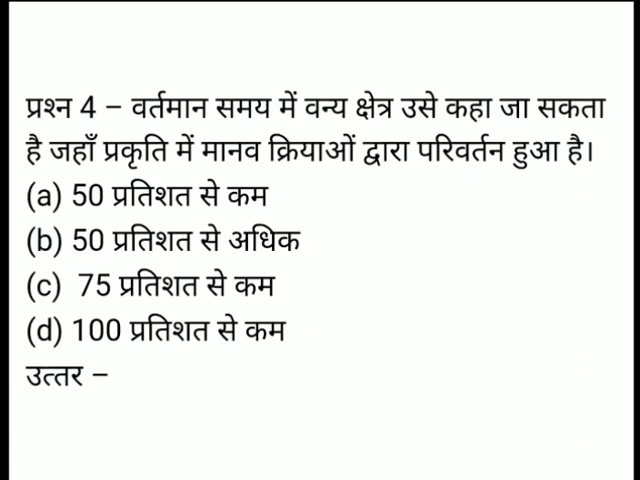 प्रश्न 4 – वर्तमान समय में वन्य क्षेत्र उसे कहा जा सकता
है जहाँ प्रकृति में मानव क्रियाओं द्वारा परिवर्तन हुआ है।
(a) 50 प्रतिशत से कम
(b) 50 प्रतिशत से अधिक
(c) 75 प्रतिशत से कम
(d) 100 प्रतिशत से कम
उत्तर –